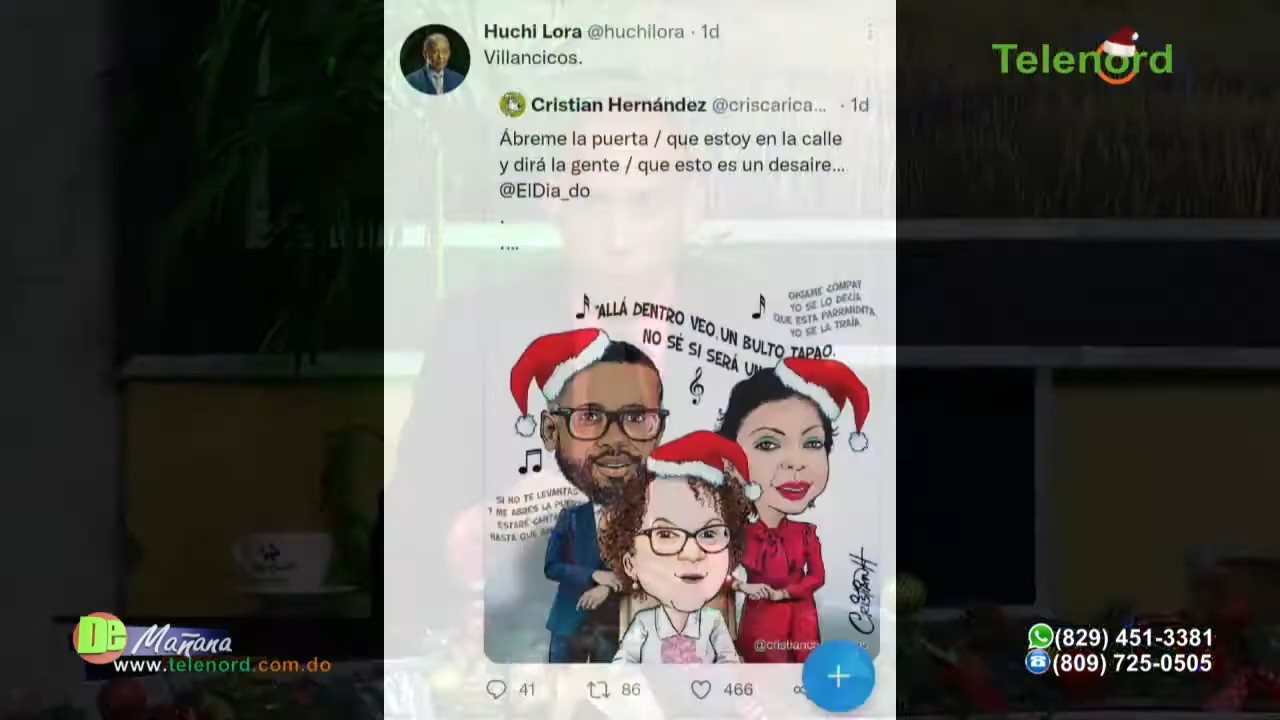 Huchi Lora @huchilora · 1d
Villancicos.
Telenord
Cristian Hernández @criscarica... · 1d
Ábreme la puerta / que estoy en la calle
y dirá la gente / que esto es un desaire...
@ElDia_do
.
....
"ALLÁ DENTRO VEO, UN BULTO TAPAO,
NO SÉ SI SERÁ UN
OIGAME COMPAY
YO SE LO DECÍA
QUE ESTA PARRANDITA
YO SE LA TRAÍA
SI NO TE LEVANTAS
Y ME ABRES LA
ESTARÉ
HASTA QUE
CRISTIANH
41 86 466
+
De Mañana
www.telenord.com.do
(829) 451-3381
(809) 725-0505